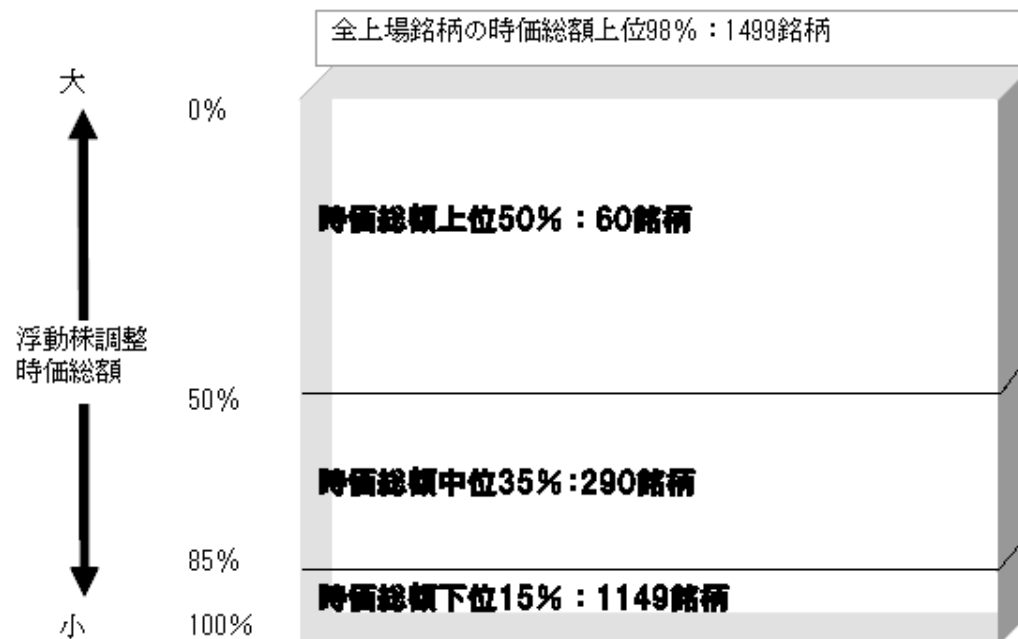 全上場銘柄の時価総額上位98%：1499銘柄
大
0%
時価総額上位50%：60銘柄
浮動株調整
時価総額
50%
時価総額中位35%：290銘柄
85%
時価総額下位15%：1149銘柄
小
100%